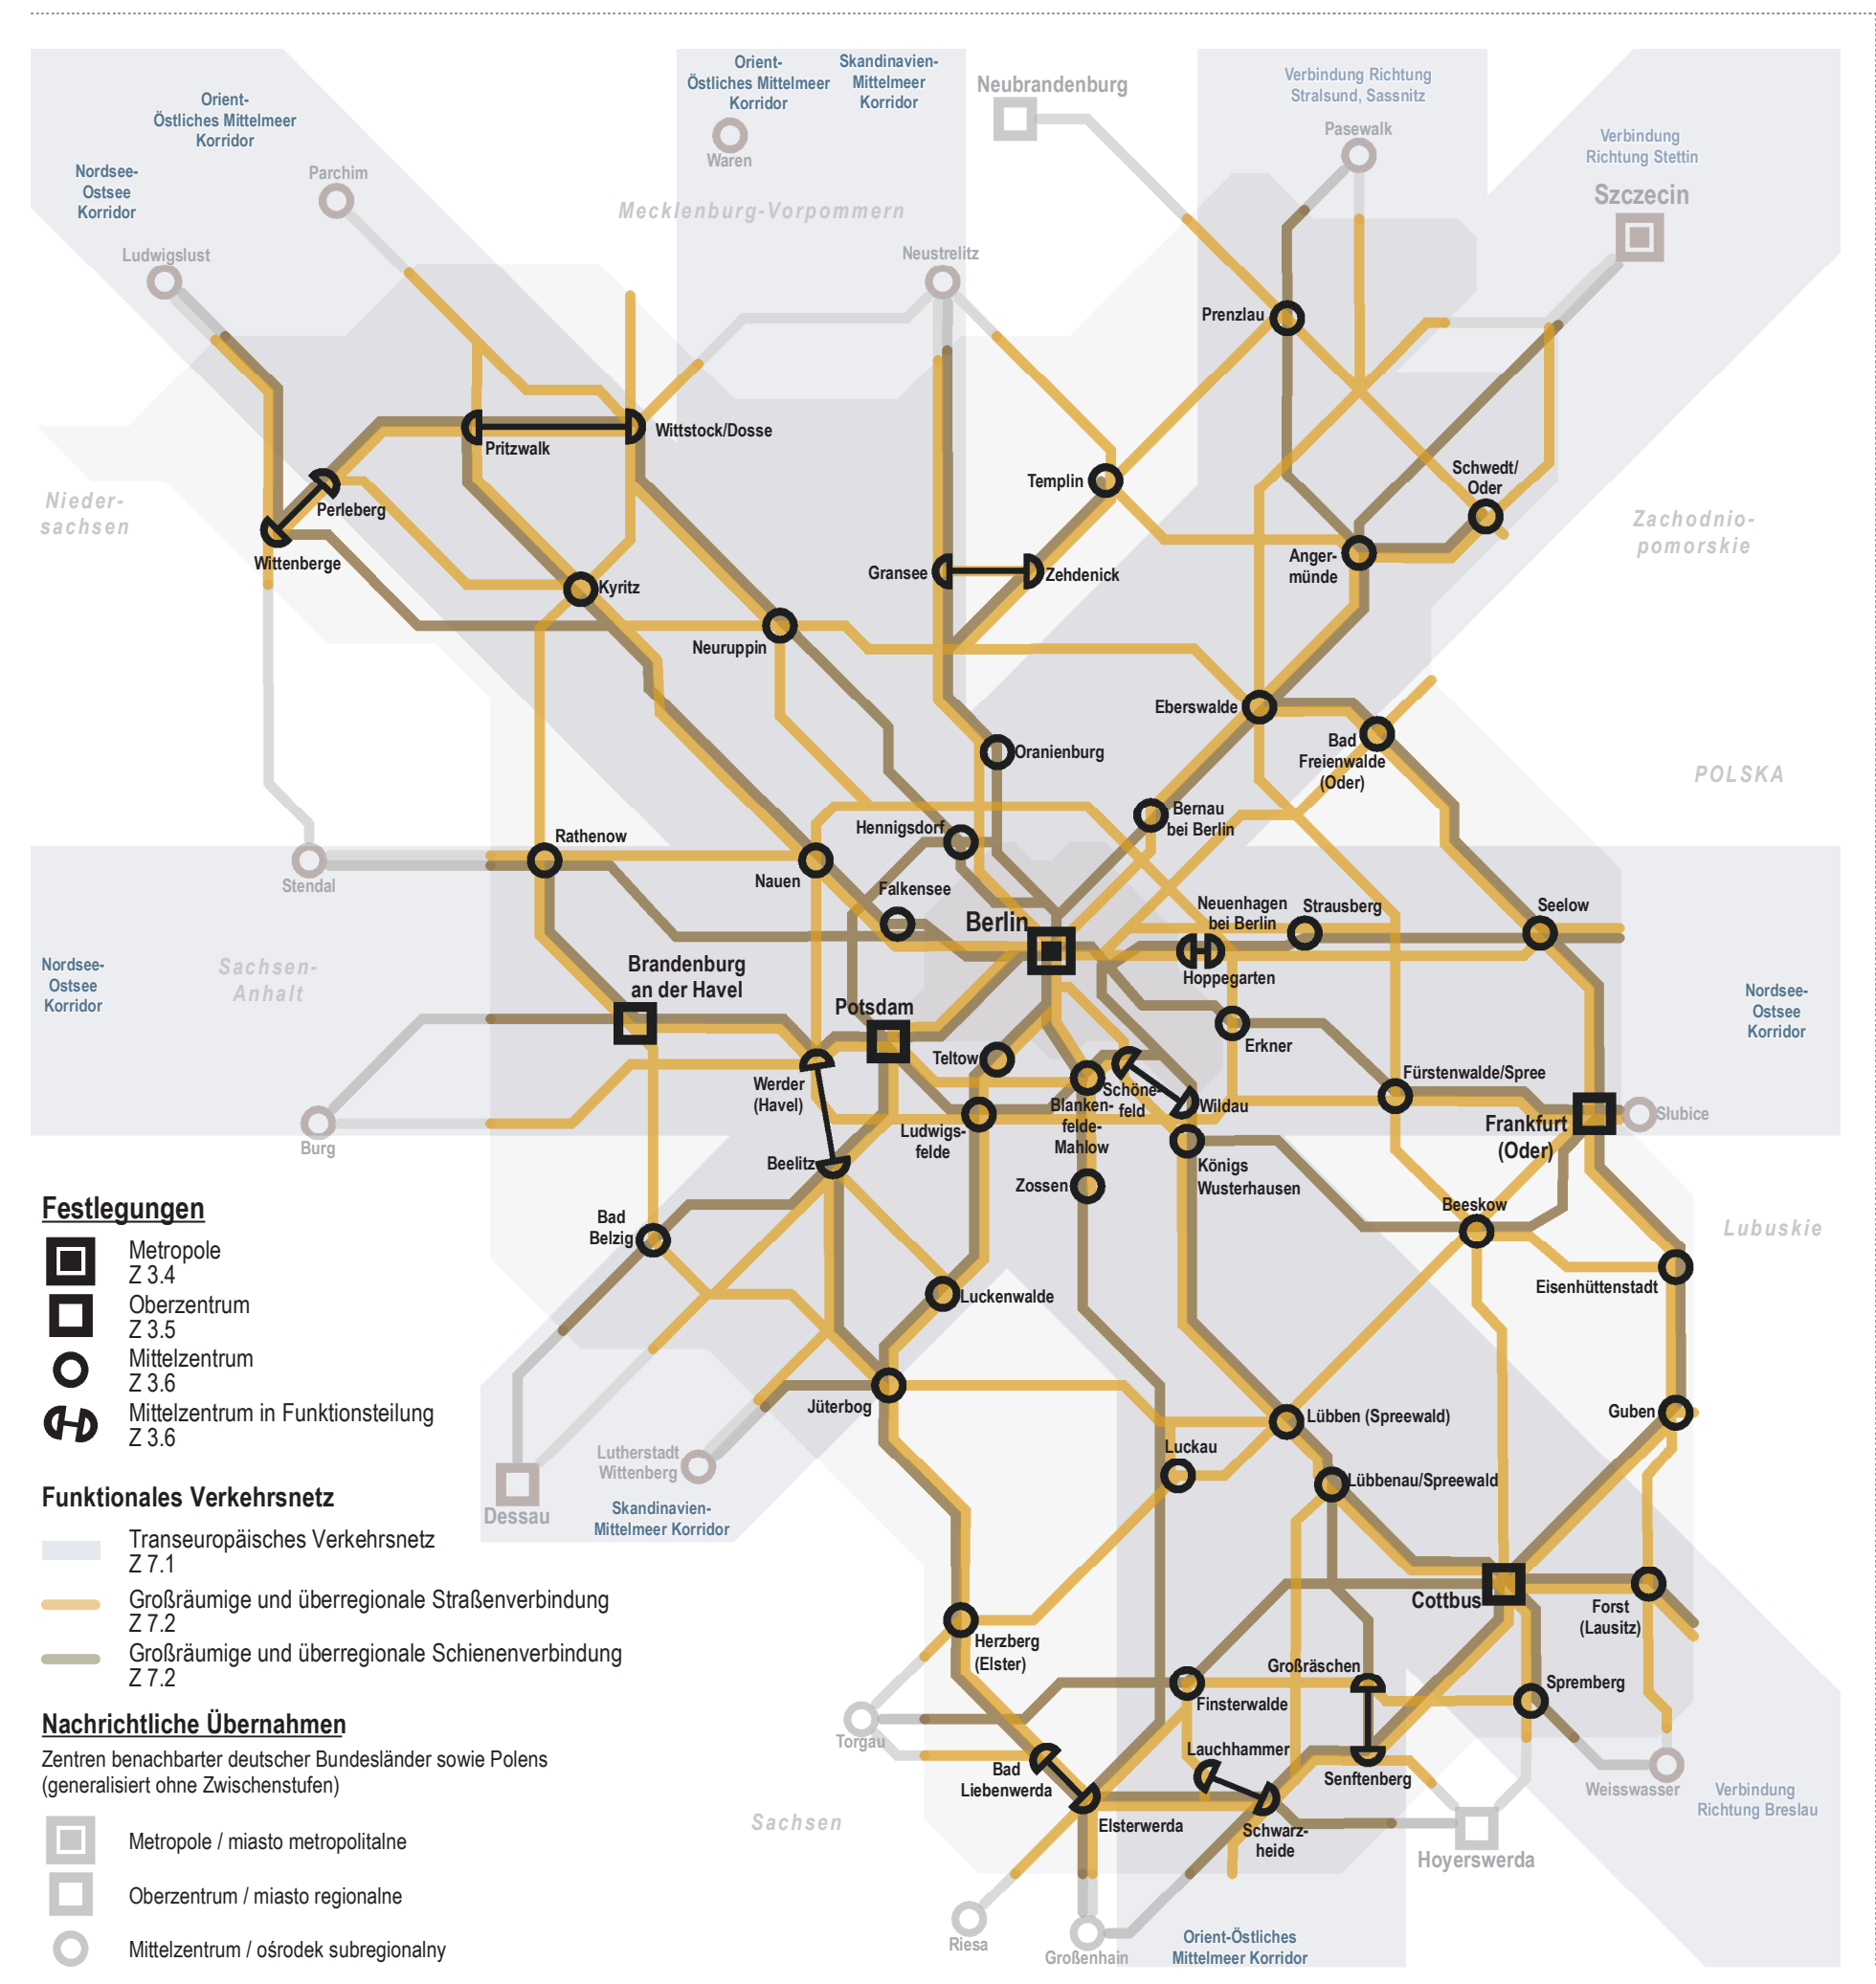 Orient-
Östliches Mittelmeer
Korridor
Skandinavien-
Mittelmeer
Korridor
Neubrandenburg
Verbindung Richtung
Stralsund, Sassnitz
Orient-
Östliches Mittelmeer
Korridor
Waren
Pasewalk
Verbindung
Richtung Stettin
Nordsee-
Ostsee
Korridor
Parchim
Mecklenburg-Vorpommern
Szczecin
Ludwigslust
Neustrelitz
Prenzlau
Pritzwalk
Wittstock/Dosse
Templin
Schwedt/
Oder
Nieder-
sachsen
Perleberg
Zachodnio-
pomorskie
Wittenberge
Kyritz
Gransee
Zehdenick
Anger-
münde
Neuruppin
Eberswalde
Oranienburg
Bad
Freienwalde
(Oder)
POLSKA
Rathenow
Hennigsdorf
Bernau
bei Berlin
Stendal
Nauen
Falkensee
Berlin
Neuenhagen
bei Berlin
Strausberg
Seelow
Nordsee-
Ostsee
Korridor
Sachsen-
Anhalt
Brandenburg
an der Havel
Hoppegarten
Nordsee-
Ostsee
Korridor
Potsdam
Teltow
Erkner
Werder
(Havel)
Schöne-
feld
Wildau
Fürstenwalde/Spree
Burg
Ludwigs-
felde
Blanken-
felde-
Mahlow
Frankfurt
(Oder)
Słubice
Beelitz
Zossen
Königs
Wusterhausen
Beeskow
Lubuskie
Bad
Belzig
Luckenwalde
Eisenhüttenstadt
Festlegungen
Metropole
Z 3.4
Oberzentrum
Z 3.5
Mittelzentrum
Z 3.6
Mittelzentrum in Funktionsteilung
Z 3.6
Jüterbog
Lübben (Spreewald)
Guben
Lutherstadt
Wittenberg
Luckau
Lübbenau/Spreewald
Dessau
Skandinavien-
Mittelmeer Korridor
Funktionales Verkehrsnetz
Transeuropäisches Verkehrsnetz
Z 7.1
Großräumige und überregionale Straßenverbindung
Z 7.2
Großräumige und überregionale Schienenverbindung
Z 7.2
Cottbus
Forst
(Lausitz)
Herzberg
(Elster)
Großräschen
Spremberg
Finsterwalde
Torgau
Lauchhammer
Bad
Liebenwerda
Senftenberg
Weisswasser
Verbindung
Richtung Breslau
Elsterwerda
Schwarz-
heide
Sachsen
Hoyerswerda
Riesa
Großenhain
Orient-Östliches
Mittelmeer Korridor
Nachrichtliche Übernahmen
Zentren benachbarter deutscher Bundesländer sowie Polens
(generalisiert ohne Zwischenstufen)
Metropole / miasto metropolitalne
Oberzentrum / miasto regionalne
Mittelzentrum / ośrodek subregionalny